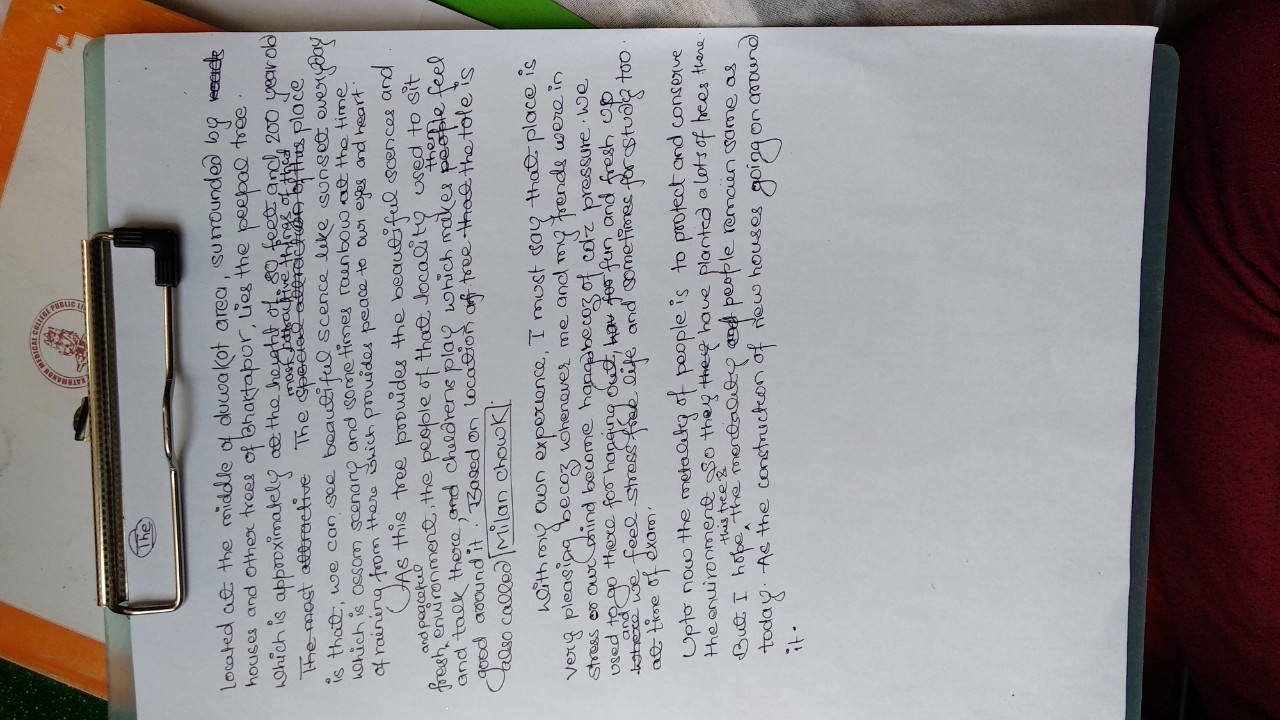 KATHMANDU MEDICAL COLLEGE PUBLIC LI
The
Located at the middle of duwakot area, surrounded by
houses and other trees of Bhaktapur, lies the peepal tree.
which is approximately at the height of 80 feet and 200 year old
most attractive things of this
The most attractive The special attraction of this place
is that, we can see beautiful scence like sunset everyday
which is ossom scenary and sometimes rainbow at the time
of raining from there which provides peace to our eyes and heart.
As this tree provides the beautiful scences and
and peaceful
fresh environment, the people of that locality used to sit
them
and talk there and childrens play which makes people feel
good around it. Based on location of tree that the tole is
also called Milan chowk.
With my own experience, I must say that place is
very pleasing becoz whenever me and my friends were in
stress or our mind become hang becoz of colz pressure. We
used to go there for hanging out, for fun and fresh up
and
where we feel stress free life and sometimes for study too.
at time of exam.
Upto now the metality of people is to protect and conserve
the environment So they they have planted a lots of trees there.
this tree &
But I hope the mentality and people remain same as
today. As the construction of new houses going on around
it.